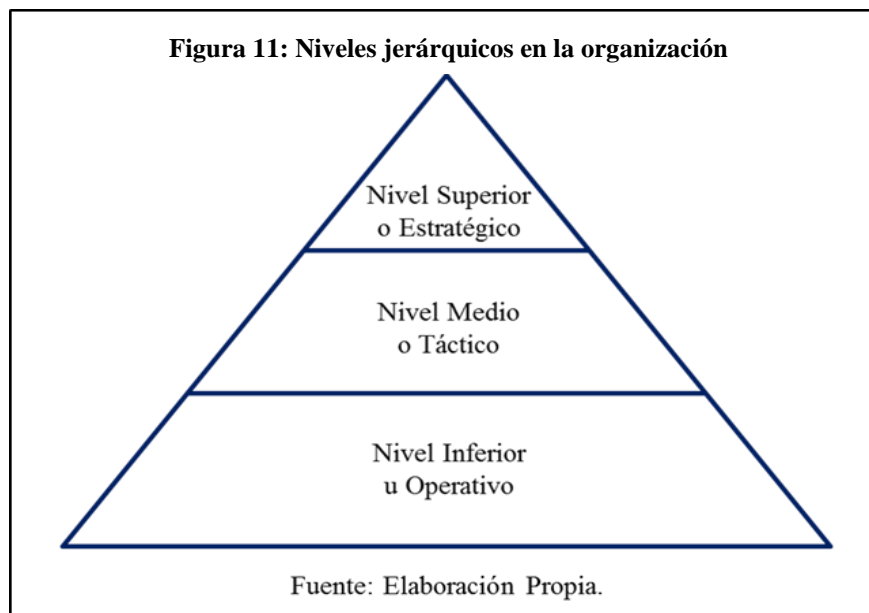 Figura 11: Niveles jerárquicos en la organización
Nivel Superior
o Estratégico
Nivel Medio
o Táctico
Nivel Inferior
u Operativo
Fuente: Elaboración Propia.